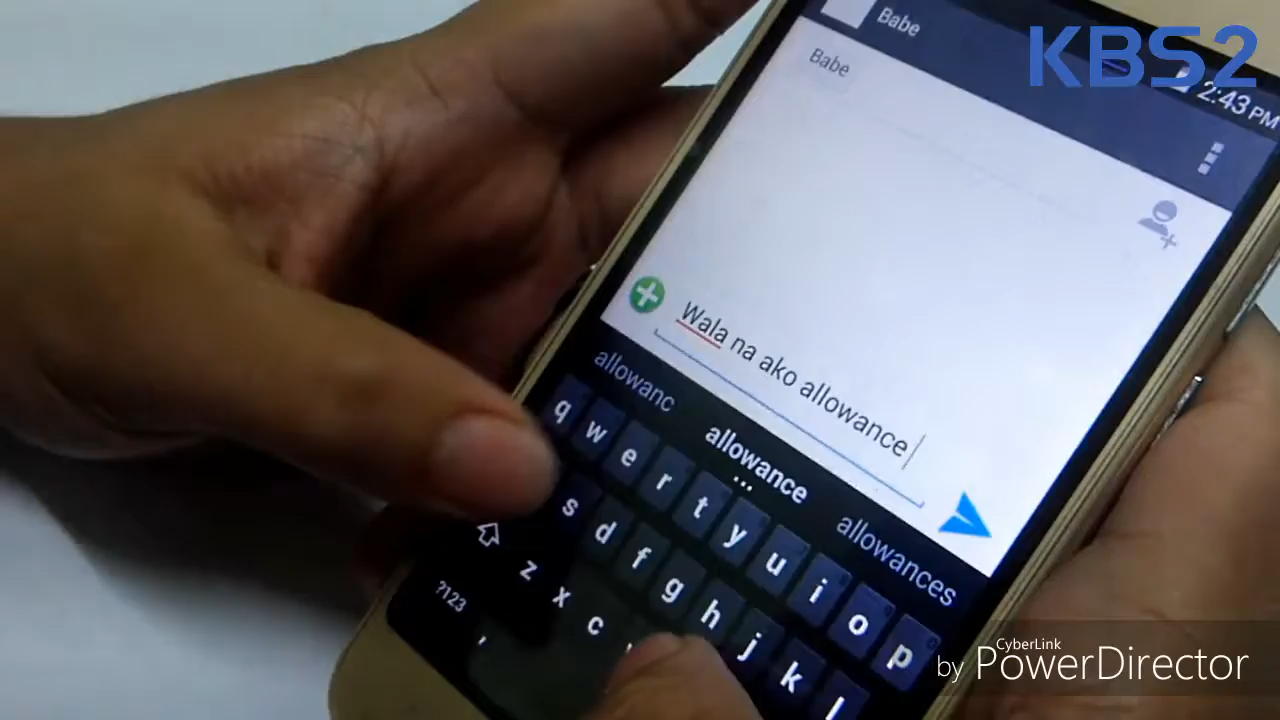 Babe
KBS2
2:43 PM
Babe
Wala na ako allowance
allowanc allowance allowances
q w e r t y u i o p
s d f g h j k l
z x c
?123 ,
CyberLink
by PowerDirector